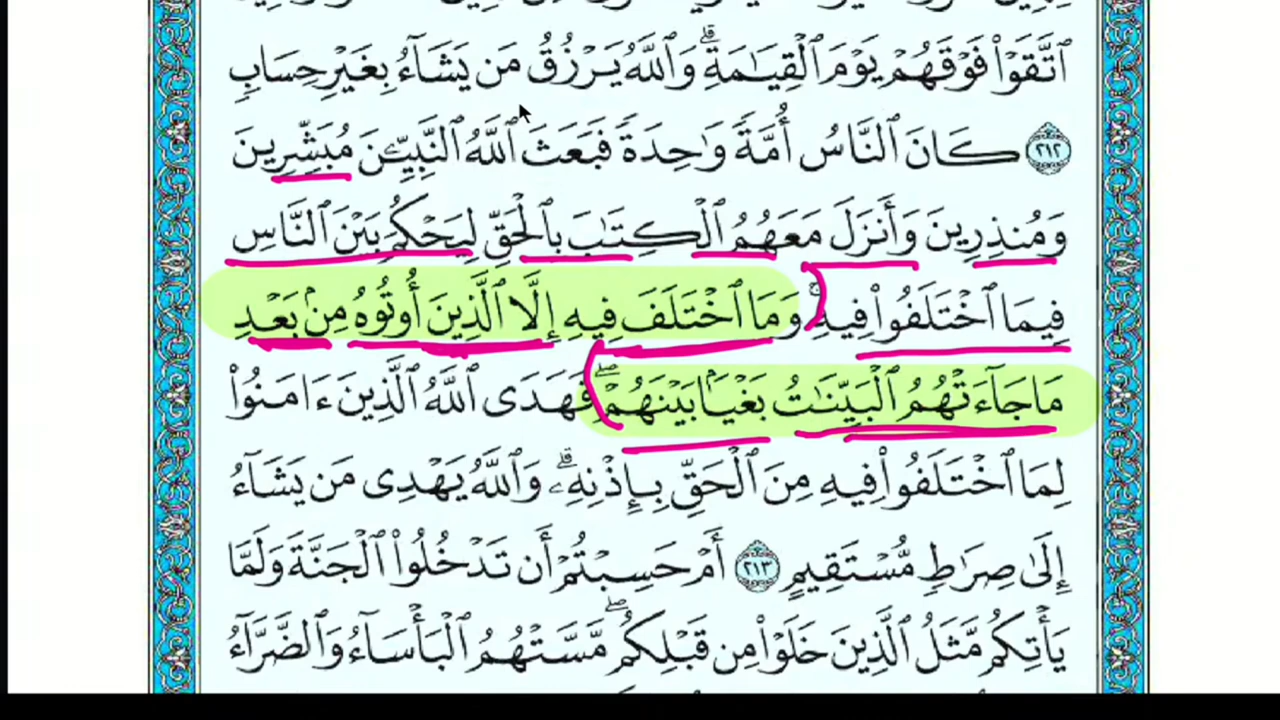 ٱتَّقَوْا۟ فَوْقَهُمْ يَوْمَ ٱلْقِيَـٰمَةِ ۗ وَٱللَّهُ يَرْزُقُ مَن يَشَآءُ بِغَيْرِ حِسَابٍ
٢١٢ كَانَ ٱلنَّاسُ أُمَّةً وَٰحِدَةً فَبَعَثَ ٱللَّهُ ٱلنَّبِيِّـۧنَ مُبَشِّرِينَ
وَمُنذِرِينَ وَأَنزَلَ مَعَهُمُ ٱلْكِتَـٰبَ بِٱلْحَقِّ لِيَحْكُمَ بَيْنَ ٱلنَّاسِ
فِيمَا ٱخْتَلَفُوا۟ فِيهِ ۚ وَمَا ٱخْتَلَفَ فِيهِ إِلَّا ٱلَّذِينَ أُوتُوهُ مِنۢ بَعْدِ
مَا جَآءَتْهُمُ ٱلْبَيِّنَـٰتُ بَغْيًۢا بَيْنَهُمْ ۖ فَهَدَى ٱللَّهُ ٱلَّذِينَ ءَامَنُوا۟
لِمَا ٱخْتَلَفُوا۟ فِيهِ مِنَ ٱلْحَقِّ بِإِذْنِهِۦ ۗ وَٱللَّهُ يَهْدِى مَن يَشَآءُ
إِلَىٰ صِرَٰطٍ مُّسْتَقِيمٍ ٢١٣ أَمْ حَسِبْتُمْ أَن تَدْخُلُوا۟ ٱلْجَنَّةَ وَلَمَّا
يَأْتِكُم مَّثَلُ ٱلَّذِينَ خَلَوْا۟ مِن قَبْلِكُم ۖ مَّسَّتْهُمُ ٱلْبَأْسَآءُ وَٱلضَّرَّآءُ